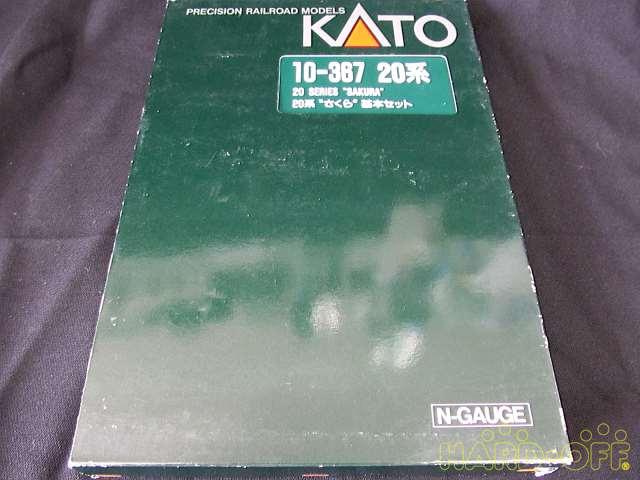 PRECISION RAILROAD MODELS
KATO
10-367 20系
20 SERIES "SAKURA"
20系 "さくら" 基本セット
N-GAUGE
HARD-OFF